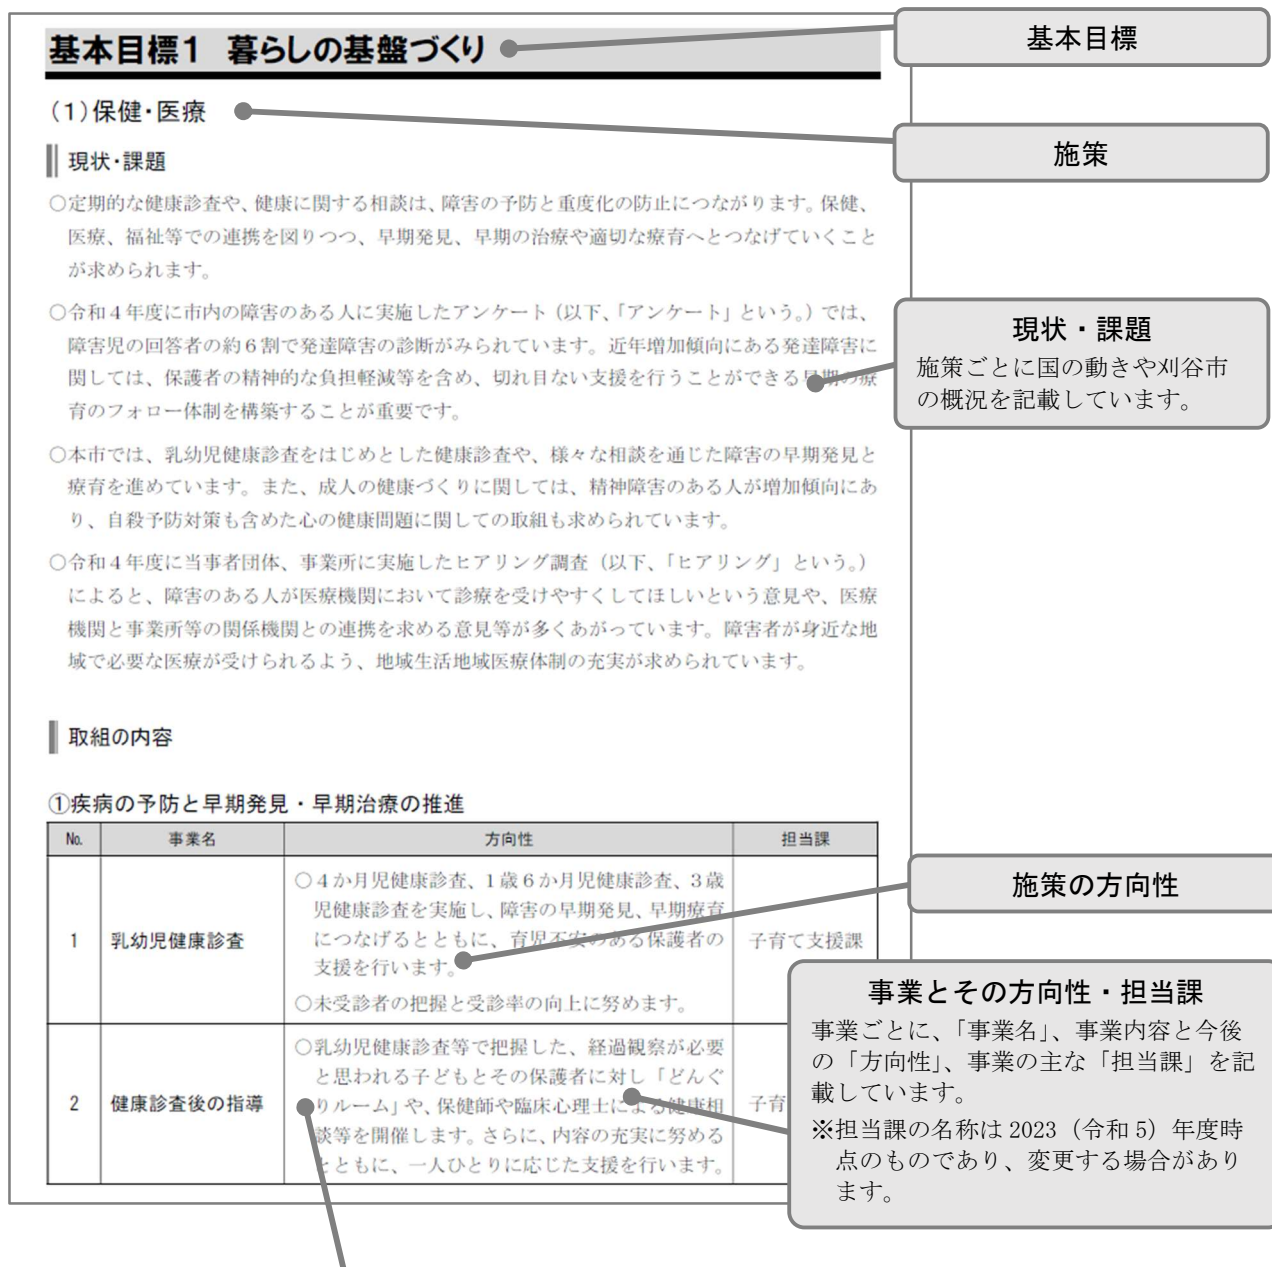 基本目標1 暮らしの基盤づくり
基本目標
(1)保健・医療
施策
現状・課題
○定期的な健康診査や、健康に関する相談は、障害の予防と重度化の防止につながります。保健、
医療、福祉等での連携を図りつつ、早期発見、早期の治療や適切な療育へとつなげていくこと
が求められます。
○令和4年度に市内の障害のある人に実施したアンケート(以下、「アンケート」という。)では、
障害児の回答者の約6割で発達障害の診断がみられています。近年増加傾向にある発達障害に
関しては、保護者の精神的な負担軽減等を含め、切れ目ない支援を行うことができる早期の療
育のフォロー体制を構築することが重要です。
現状・課題
施策ごとに国の動きや刈谷市
の概況を記載しています。
○本市では、乳幼児健康診査をはじめとした健康診査や、様々な相談を通じた障害の早期発見と
療育を進めています。また、成人の健康づくりに関しては、精神障害のある人が増加傾向にあ
り、自殺予防対策も含めた心の健康問題に関しての取組も求められています。
○令和4年度に当事者団体、事業所に実施したヒアリング調査(以下、「ヒアリング」という。)
によると、障害のある人が医療機関において診療を受けやすくしてほしいという意見や、医療
機関と事業所等の関係機関との連携を求める意見等が多くあがっています。障害者が身近な地
域で必要な医療が受けられるよう、地域生活地域医療体制の充実が求められています。
取組の内容
①疾病の予防と早期発見・早期治療の推進
No. 事業名 方向性 担当課
1 乳幼児健康診査
○4か月児健康診査、1歳6か月児健康診査、3歳
児健康診査を実施し、障害の早期発見、早期療育
につなげるとともに、育児不安のある保護者の
支援を行います。
○未受診者の把握と受診率の向上に努めます。
子育て支援課
施策の方向性
2 健康診査後の指導
○乳幼児健康診査等で把握した、経過観察が必要
と思われる子どもとその保護者に対し「どんぐ
りルーム」や、保健師や臨床心理士による健康相
談等を開催します。さらに、内容の充実に努める
とともに、一人ひとりに応じた支援を行います。
子育
事業とその方向性・担当課
事業ごとに、「事業名」、事業内容と今後
の「方向性」、事業の主な「担当課」を記
載しています。
※担当課の名称は2023(令和5)年度時
点のものであり、変更する場合があり
ます。